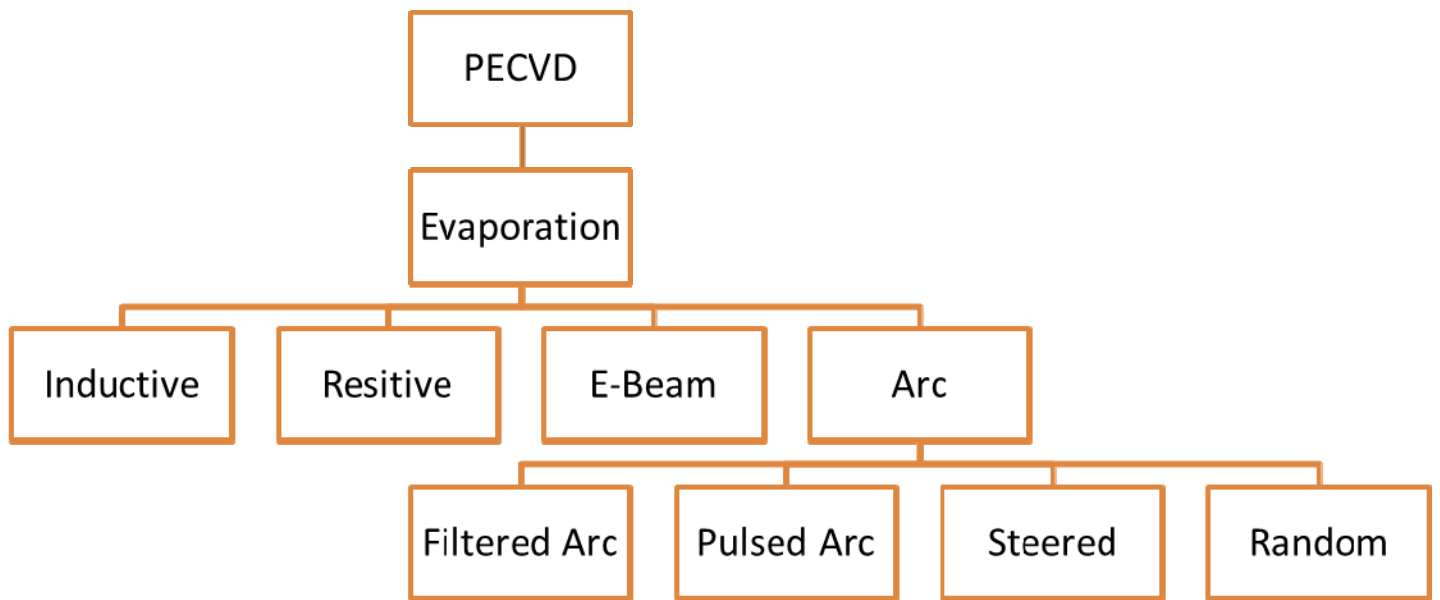 PECVD
Evaporation
Inductive
Resitive
E-Beam
Arc
Filtered Arc
Pulsed Arc
Steered
Random